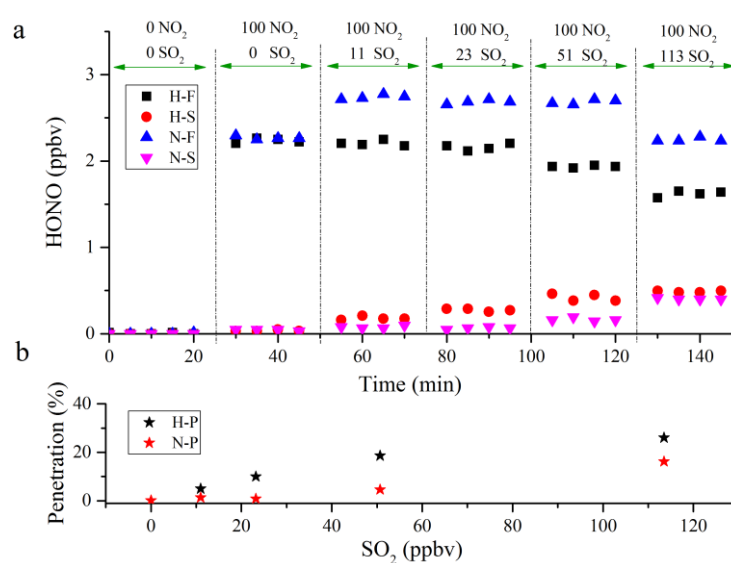 a
0 NO2 100 NO2 100 NO2 100 NO2 100 NO2 100 NO2
0 SO2 0 SO2 11 SO2 23 SO2 51 SO2 113 SO2
3
H-F
H-S
N-F
N-S
2
1
0
HONO (ppbv)
0 20 40 60 80 100 120 140
Time (min)
b
40
20
0
Penetration (%)
H-P
N-P
0 20 40 60 80 100 120
SO2 (ppbv)